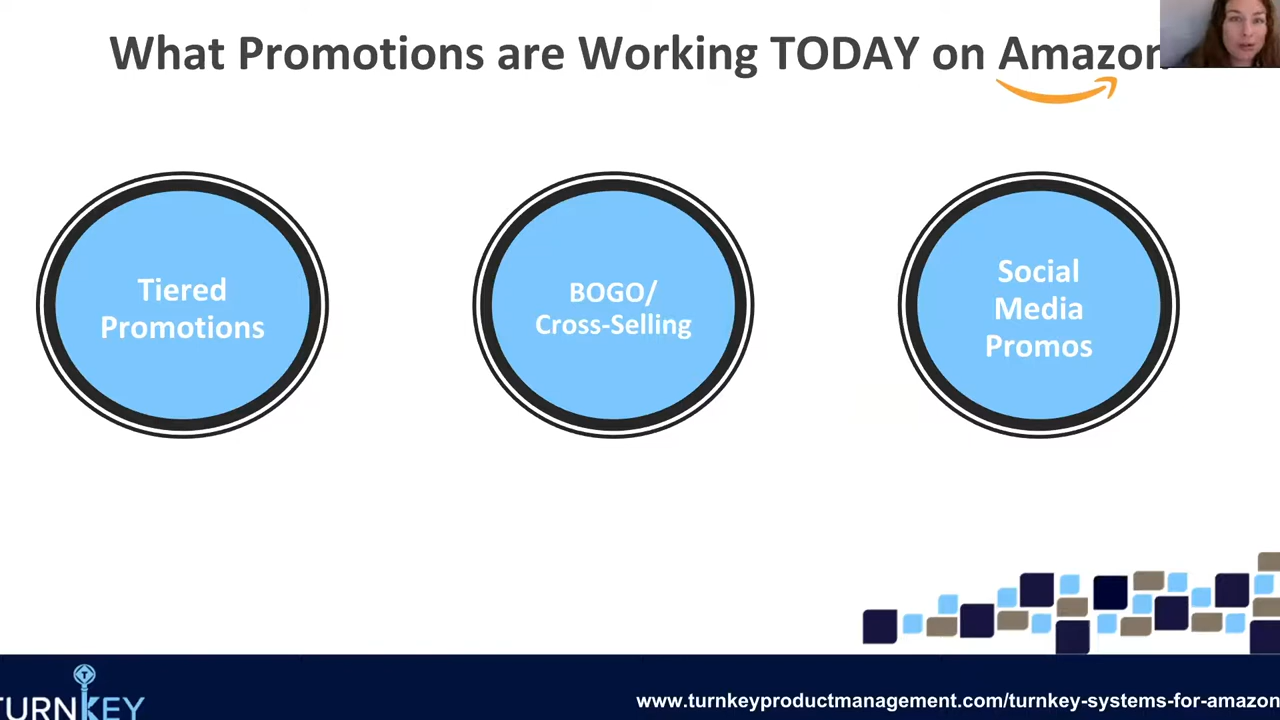 What Promotions are Working TODAY on Amazon
Tiered
Promotions
BOGO/
Cross-Selling
Social
Media
Promos
T
TURNKEY
www.turnkeyproductmanagement.com/turnkey-systems-for-amazon